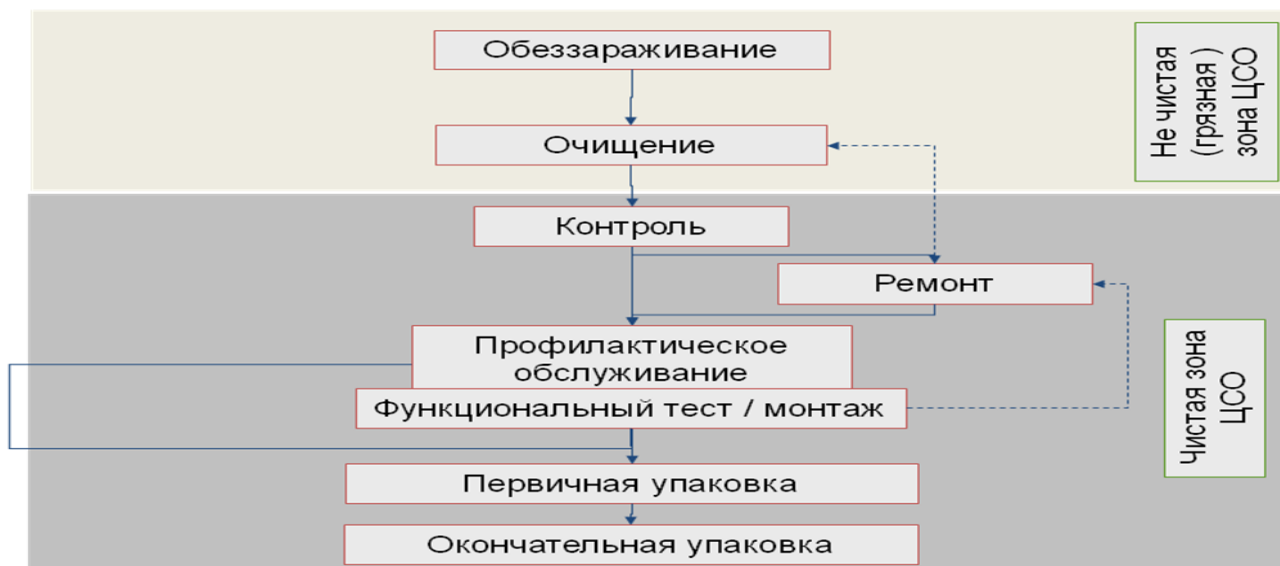 Обеззараживание
Не чистая
(грязная )
зона ЦСО
Очищение
Контроль
Ремонт
Профилактическое
обслуживание
Функциональный тест / монтаж
Чистая зона
ЦСО
Первичная упаковка
Окончательная упаковка